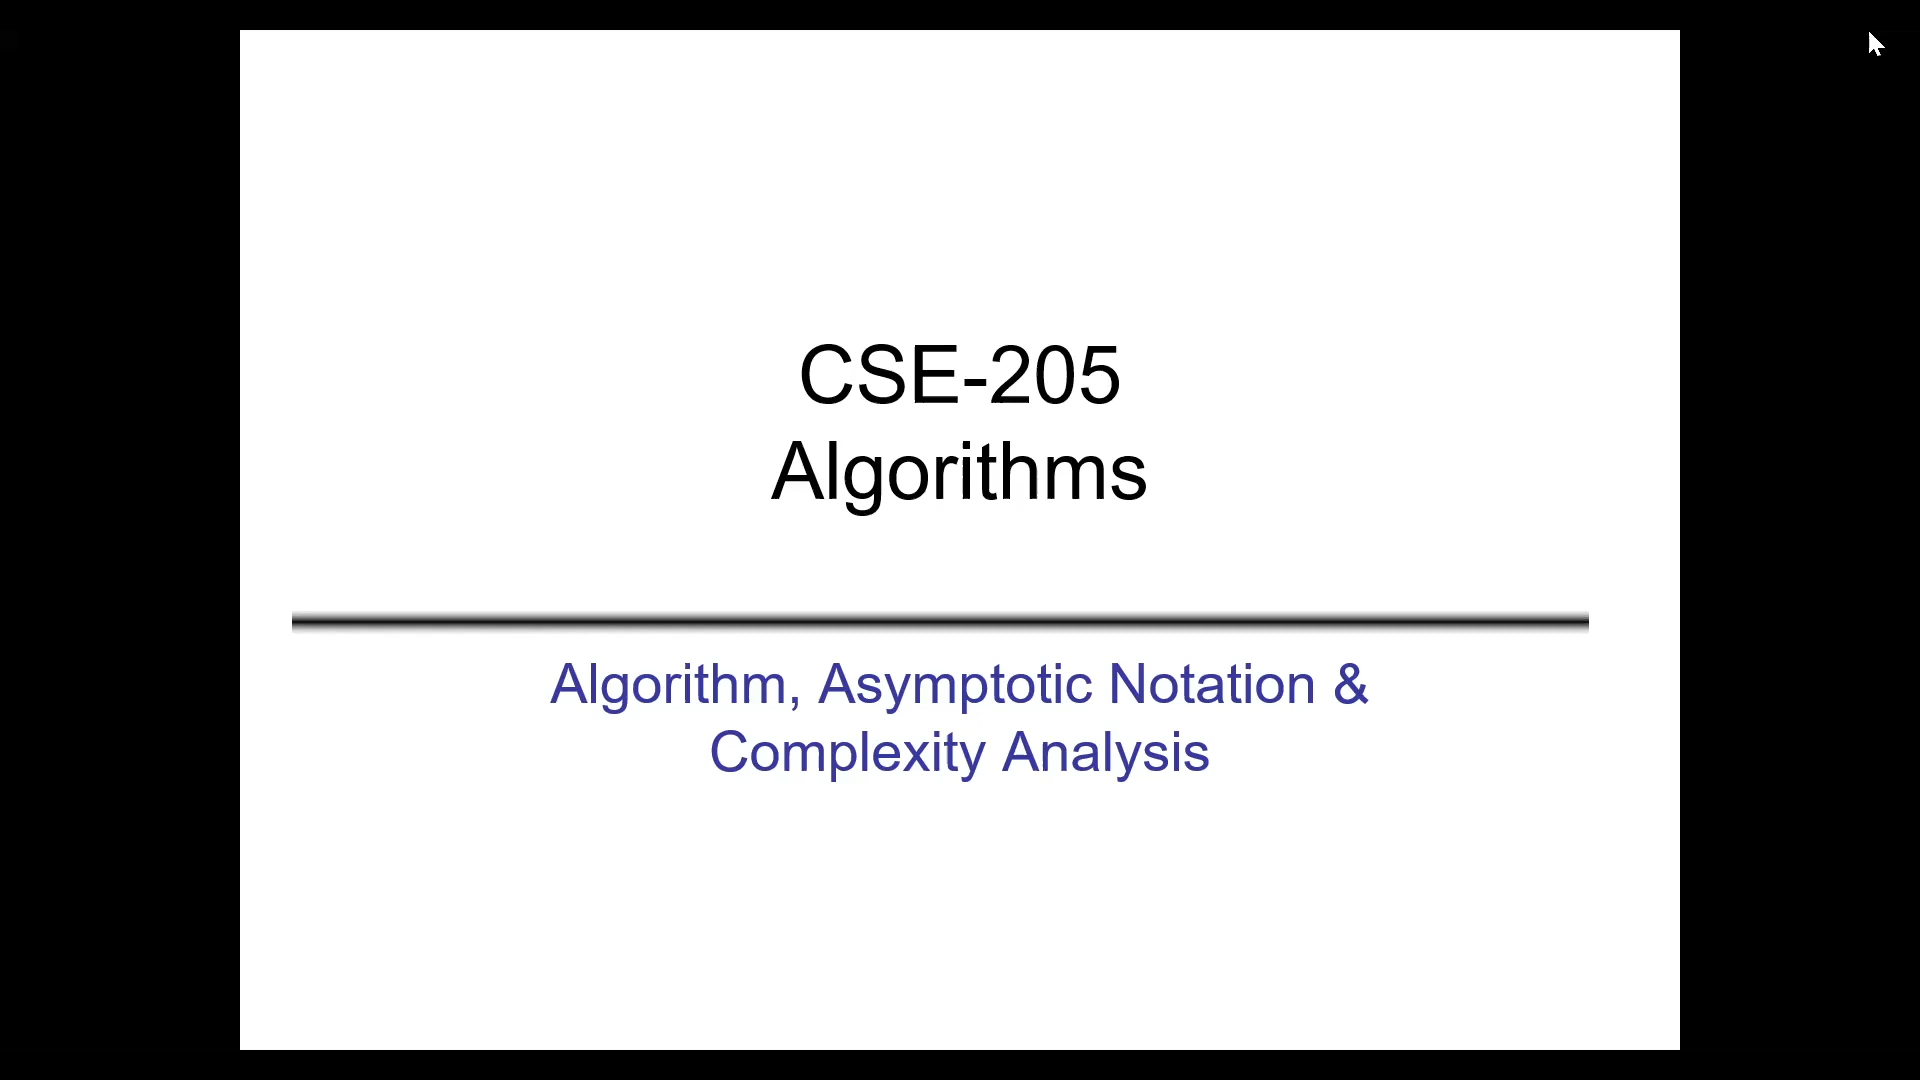 CSE-205
Algorithms
Algorithm, Asymptotic Notation &
Complexity Analysis